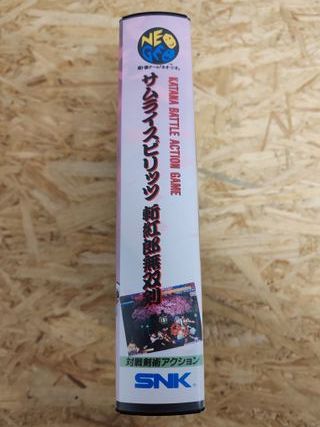 NEO GEO
KATANA BATTLE ACTION GAME
サムライスピリッツ 斬紅郎無双剣
対戦剣術アクション
SNK